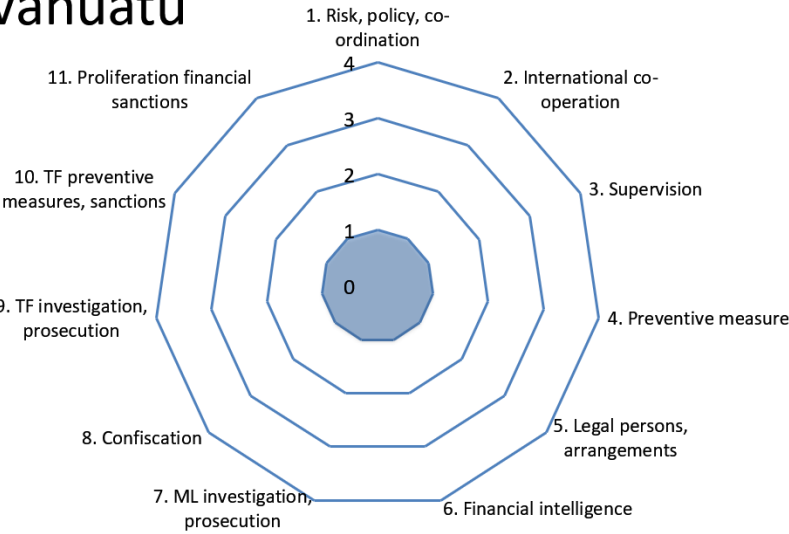 vanuatu
1. Risk, policy, co-
ordination
2. International co-
operation
3. Supervision
4. Preventive measure
5. Legal persons,
arrangements
6. Financial intelligence
7. ML investigation,
prosecution
8. Confiscation
9. TF investigation,
prosecution
10. TF preventive
measures, sanctions
11. Proliferation financial
sanctions
4
3
2
1
0